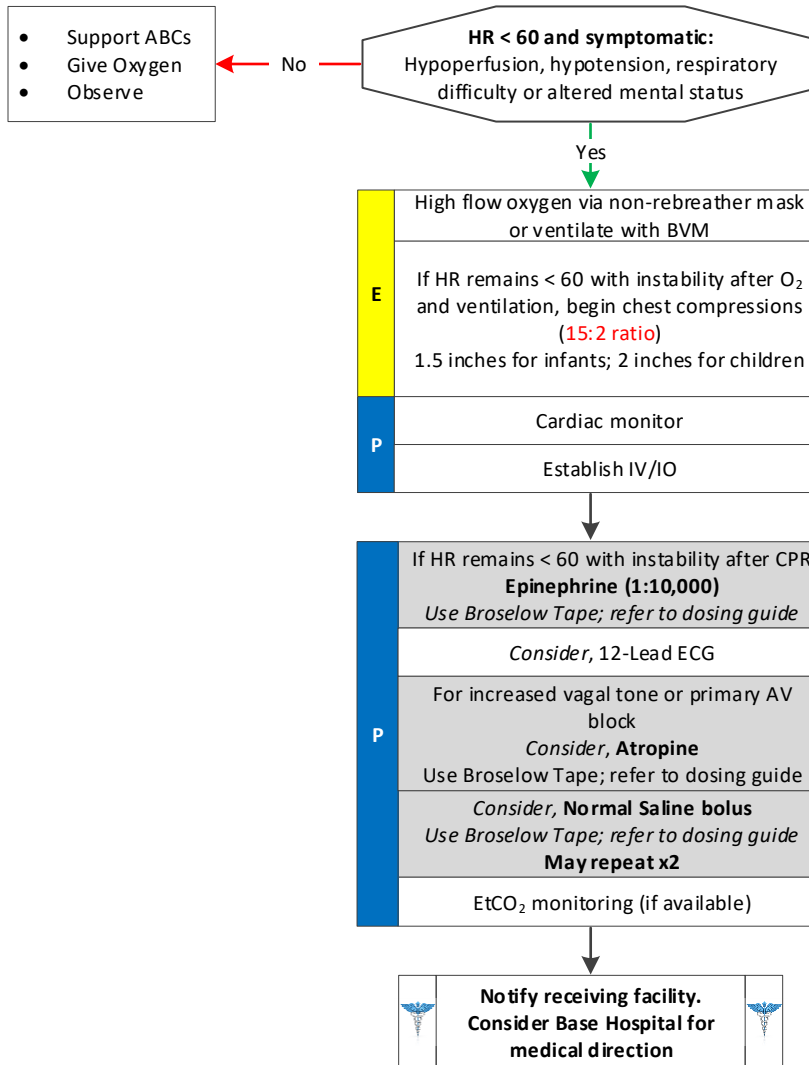 • Support ABCs
• Give Oxygen
• Observe
No
HR < 60 and symptomatic:
Hypoperfusion, hypotension, respiratory
difficulty or altered mental status
Yes
E
High flow oxygen via non-rebreather mask
or ventilate with BVM
If HR remains < 60 with instability after O₂
and ventilation, begin chest compressions
(15:2 ratio)
1.5 inches for infants; 2 inches for children
P
Cardiac monitor
Establish IV/IO
P
If HR remains < 60 with instability after CPR
Epinephrine (1:10,000)
Use Broselow Tape; refer to dosing guide
Consider, 12-Lead ECG
For increased vagal tone or primary AV
block
Consider, Atropine
Use Broselow Tape; refer to dosing guide
Consider, Normal Saline bolus
Use Broselow Tape; refer to dosing guide
May repeat x2
EtCO₂ monitoring (if available)
Notify receiving facility.
Consider Base Hospital for
medical direction